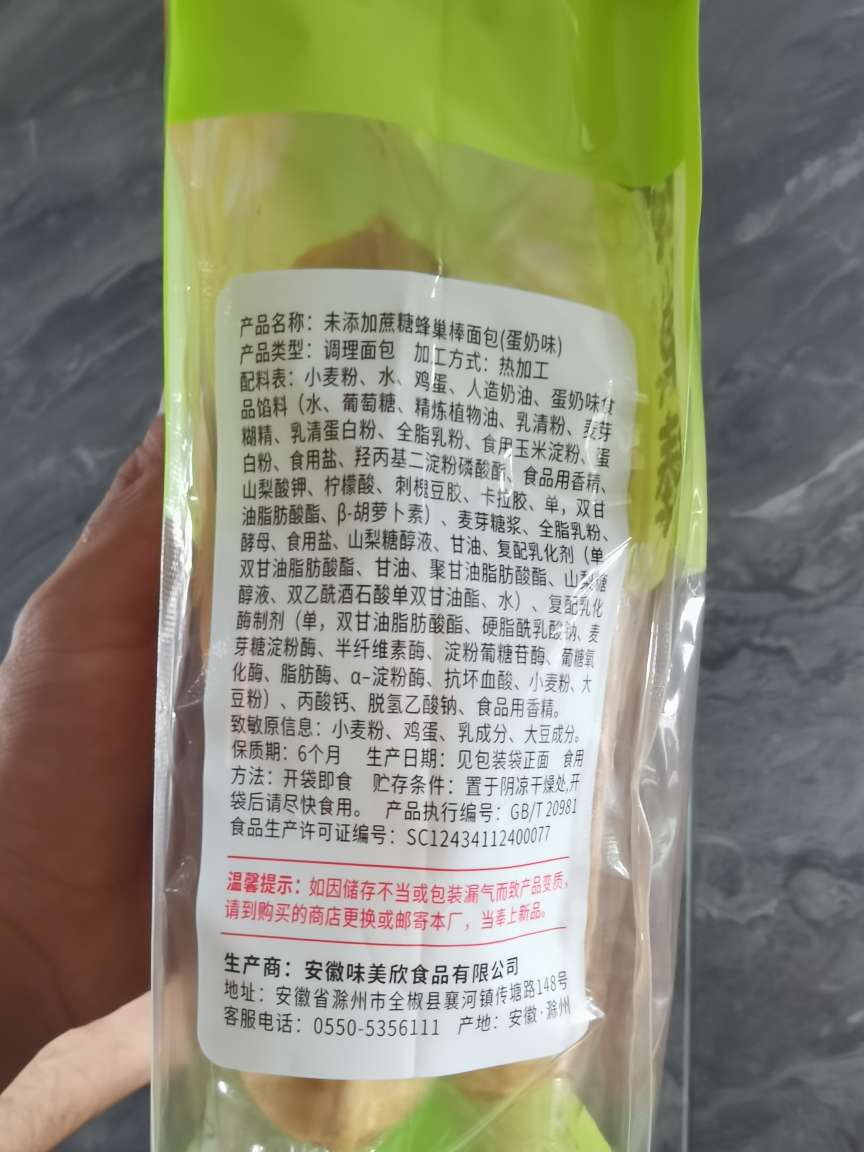 产品名称：未添加蔗糖蜂巢棒面包(蛋奶味)
产品类型：调理面包 加工方式：热加工
配料表：小麦粉、水、鸡蛋、人造奶油、蛋奶味食
品馅料（水、葡萄糖、精炼植物油、乳清粉、麦芽
糊精、乳清蛋白粉、全脂乳粉、食用玉米淀粉、蛋
白粉、食用盐、羟丙基二淀粉磷酸酯、食品用香精、
山梨酸钾、柠檬酸、刺槐豆胶、卡拉胶、单，双甘
油脂肪酸酯、β-胡萝卜素）、麦芽糖浆、全脂乳粉、
酵母、食用盐、山梨糖醇液、甘油、复配乳化剂（单
双甘油脂肪酸酯、甘油、聚甘油脂肪酸酯、山梨糖
醇液、双乙酰酒石酸单双甘油酯、水）、复配乳化
酶制剂（单，双甘油脂肪酸酯、硬脂酰乳酸钠、麦
芽糖淀粉酶、半纤维素酶、淀粉葡糖苷酶、葡糖氧
化酶、脂肪酶、α-淀粉酶、抗坏血酸、小麦粉、大
豆粉）、丙酸钙、脱氢乙酸钠、食品用香精。
致敏原信息：小麦粉、鸡蛋、乳成分、大豆成分。
保质期：6个月 生产日期：见包装袋正面 食用
方法：开袋即食 贮存条件：置于阴凉干燥处,开
袋后请尽快食用。 产品执行编号：GB/T 20981
食品生产许可证编号：SC12434112400077
温馨提示：如因储存不当或包装漏气而致产品变质，
请到购买的商店更换或邮寄本厂，当奉上新品。
生产商：安徽味美欣食品有限公司
地址：安徽省滁州市全椒县襄河镇传塘路148号
客服电话：0550-5356111 产地：安徽·滁州